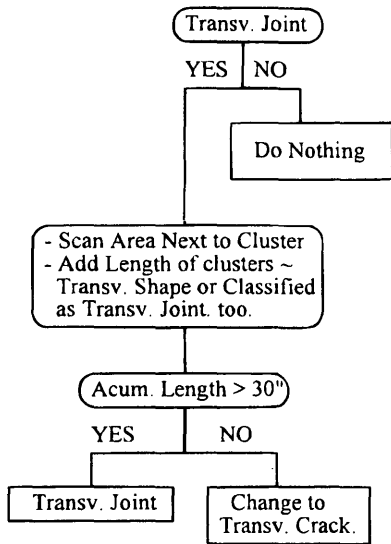 Transv. Joint
YES NO
Do Nothing
- Scan Area Next to Cluster
- Add Length of clusters ~
Transv. Shape or Classified
as Transv. Joint. too.
Acum. Length > 30"
YES NO
Transv. Joint
Change to
Transv. Crack.